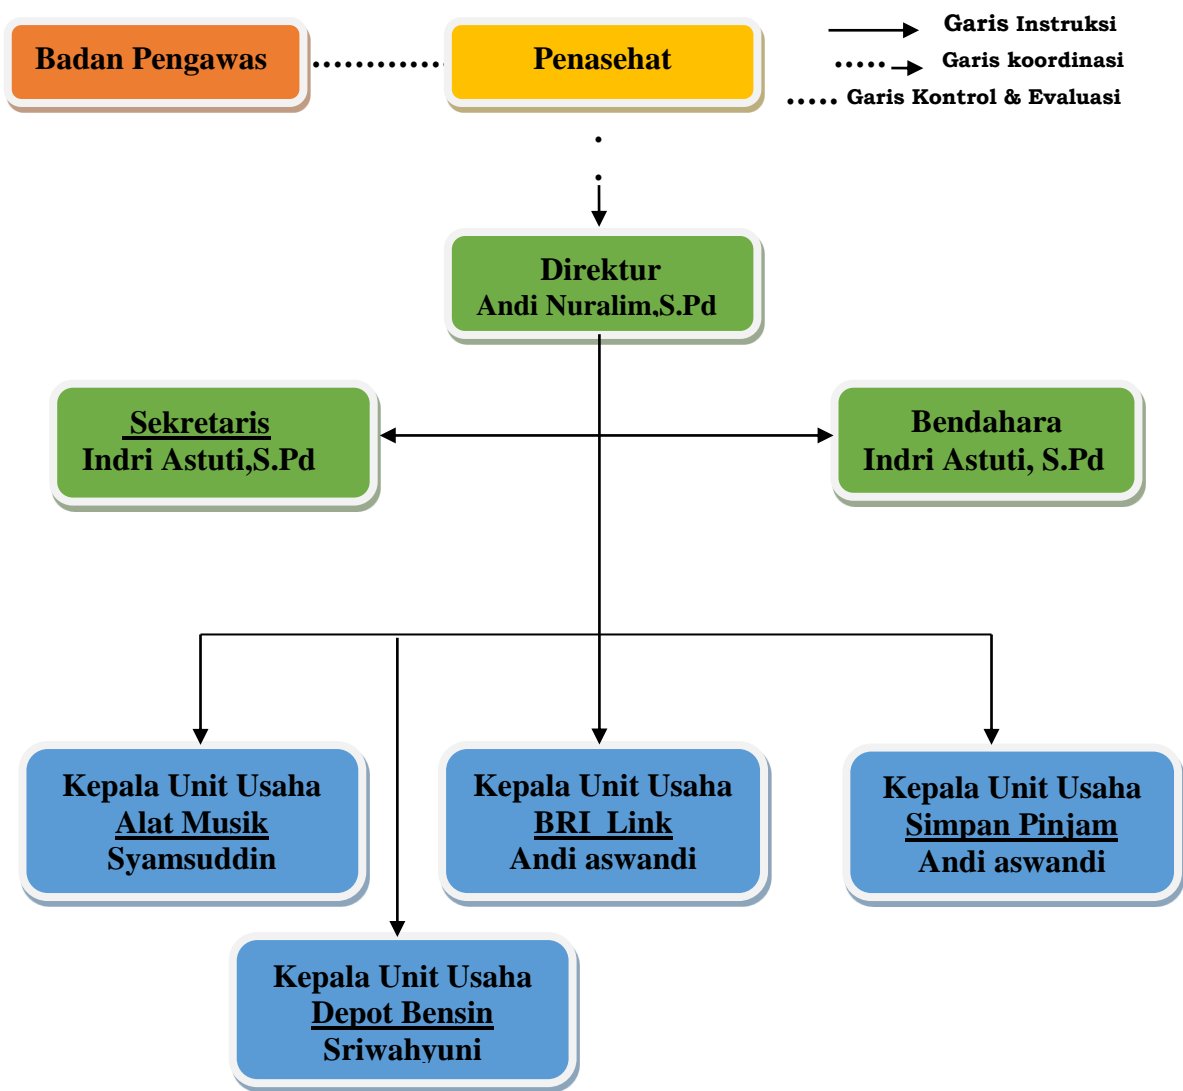 Badan Pengawas
Penasehat
Garis Instruksi
Garis koordinasi
Garis Kontrol & Evaluasi
Direktur
Andi Nuralim,S.Pd
Sekretaris
Indri Astuti,S.Pd
Bendahara
Indri Astuti, S.Pd
Kepala Unit Usaha
Alat Musik
Syamsuddin
Kepala Unit Usaha
BRI Link
Andi aswandi
Kepala Unit Usaha
Simpan Pinjam
Andi aswandi
Kepala Unit Usaha
Depot Bensin
Sriwahyuni